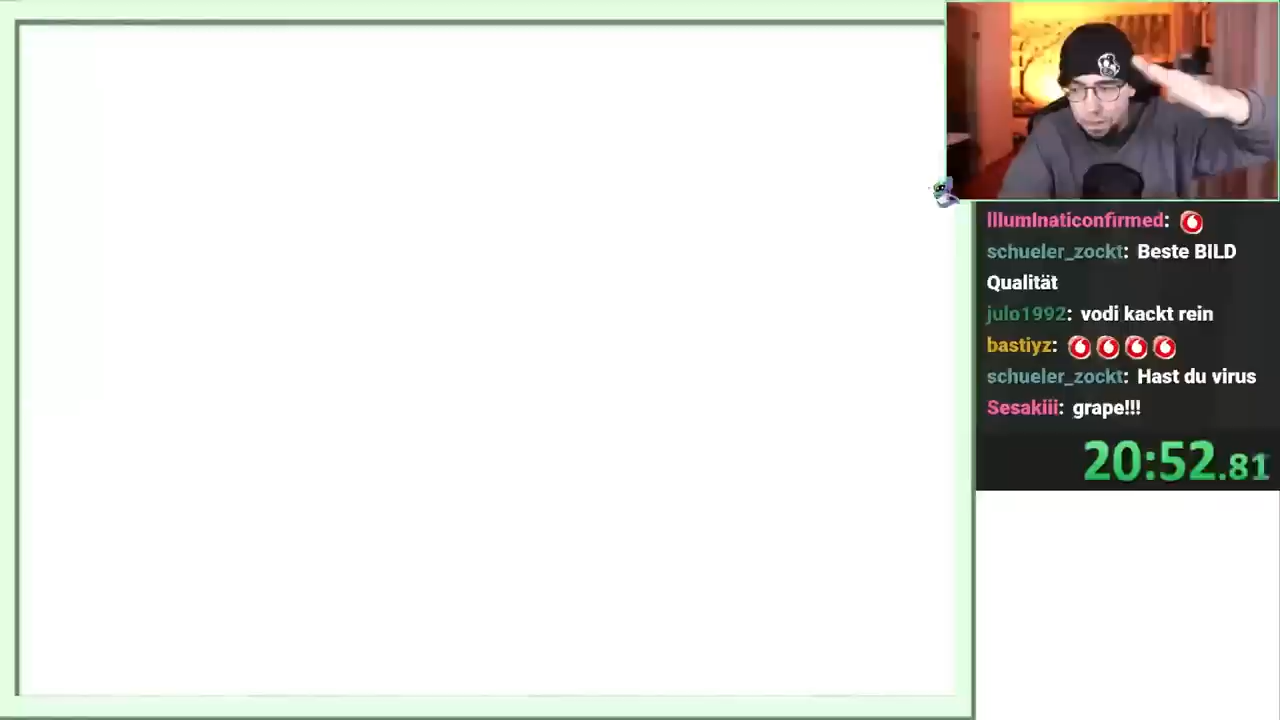 IllumInaticonfirmed:
schueler_zockt: Beste BILD
Qualität
julo1992: vodi kackt rein
bastiyz:
schueler_zockt: Hast du virus
Sesakiii: grape!!!
20:52.81